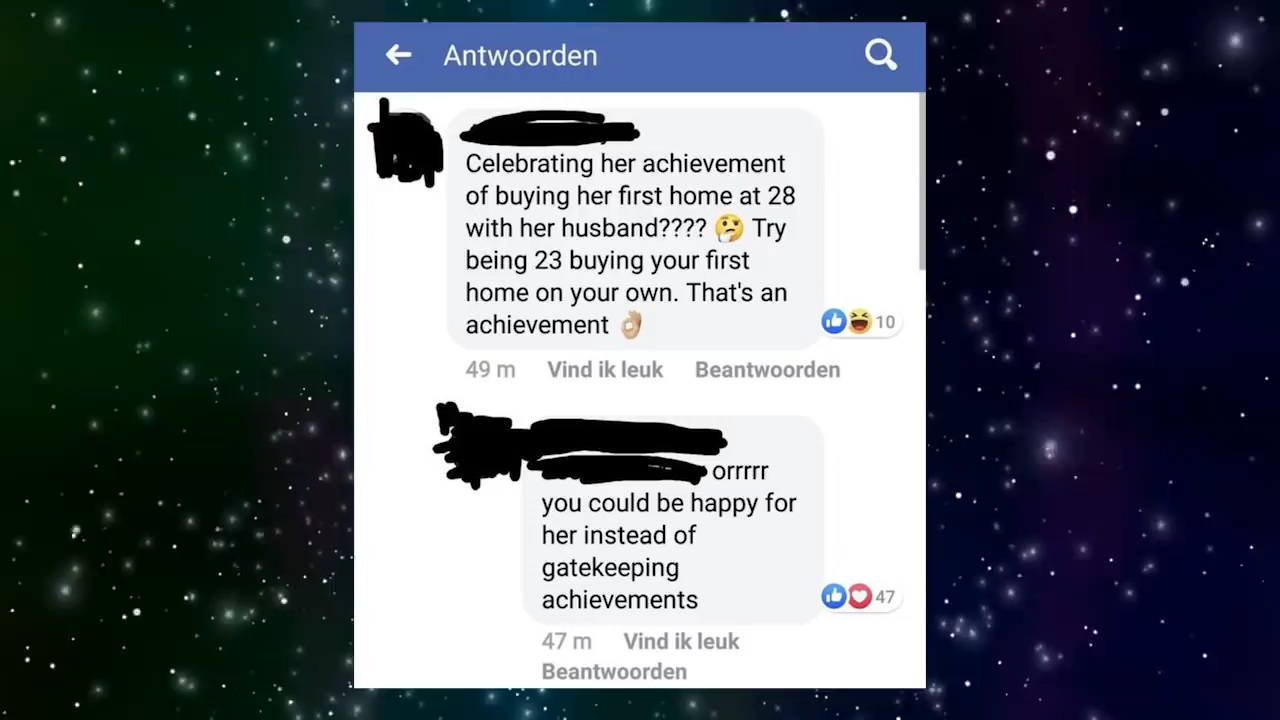 Antwoorden
Celebrating her achievement
of buying her first home at 28
with her husband???? 🤔 Try
being 23 buying your first
home on your own. That's an
achievement 👌🏼
10
49 m Vind ik leuk Beantwoorden
orrrrr
you could be happy for
her instead of
gatekeeping
achievements
47
47 m Vind ik leuk
Beantwoorden